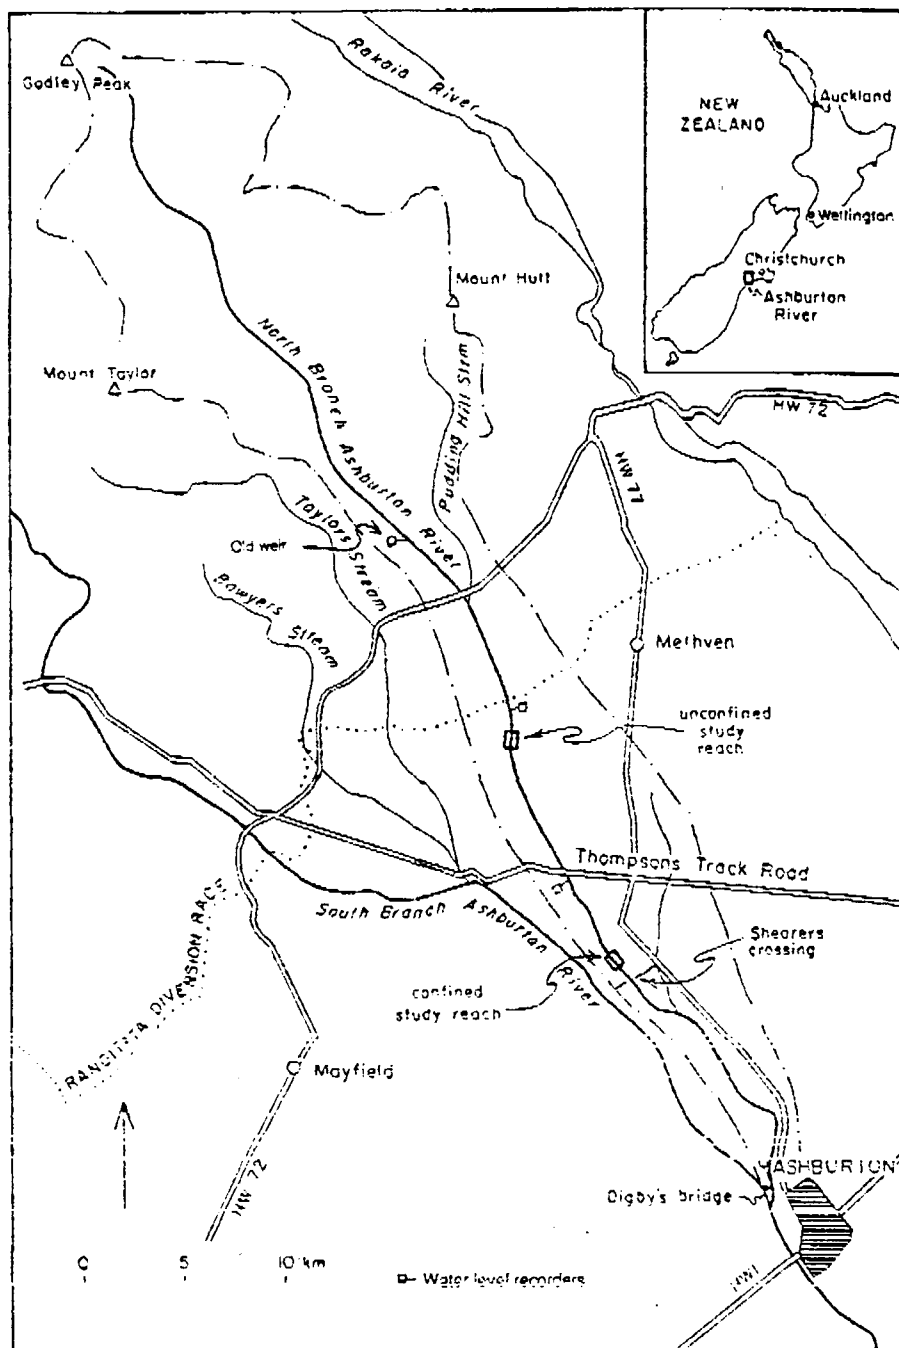 Godley Peak
Rakaia River
NEW
ZEALAND
Auckland
Wellington
Christchurch
Ashburton
River
Mount Hutt
Mount Taylor
North Branch Ashburton River
Pudding Hill Strm
HW 72
HW 77
Taylors Stream
Old weir
Bowyers Stream
Methven
unconfined
study
reach
Thompsons Track Road
South Branch Ashburton River
Shearers
crossing
confined
study reach
RANGITATA DIVERSION RACE
Mayfield
HW 72
ASHBURTON
Digby's bridge
0 5 10 km
Water level recorders
HW1